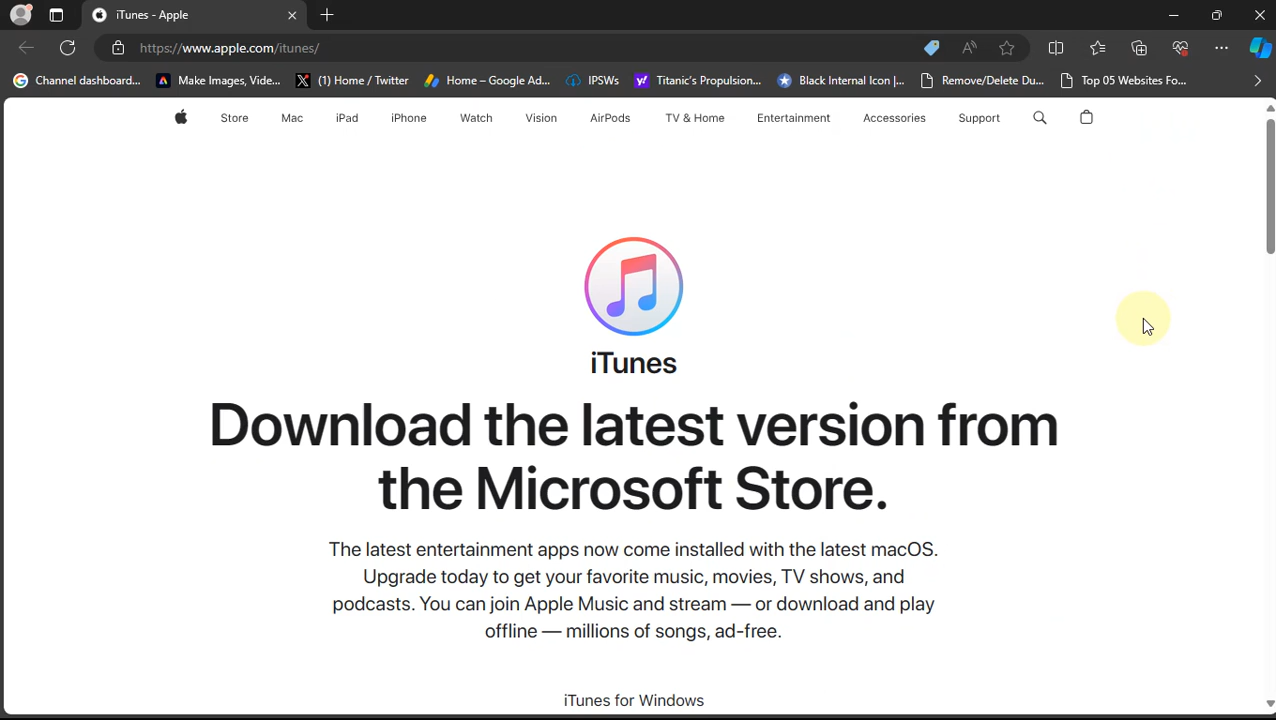 iTunes - Apple
https://www.apple.com/itunes/
Channel dashboard...
Make Images, Vide...
(1) Home / Twitter
Home – Google Ad...
IPSWs
Titanic's Propulsion...
Black Internal Icon |...
Remove/Delete Du...
Top 05 Websites Fo...
Store
Mac
iPad
iPhone
Watch
Vision
AirPods
TV & Home
Entertainment
Accessories
Support
iTunes
Download the latest version from
the Microsoft Store.
The latest entertainment apps now come installed with the latest macOS.
Upgrade today to get your favorite music, movies, TV shows, and
podcasts. You can join Apple Music and stream — or download and play
offline — millions of songs, ad-free.
iTunes for Windows